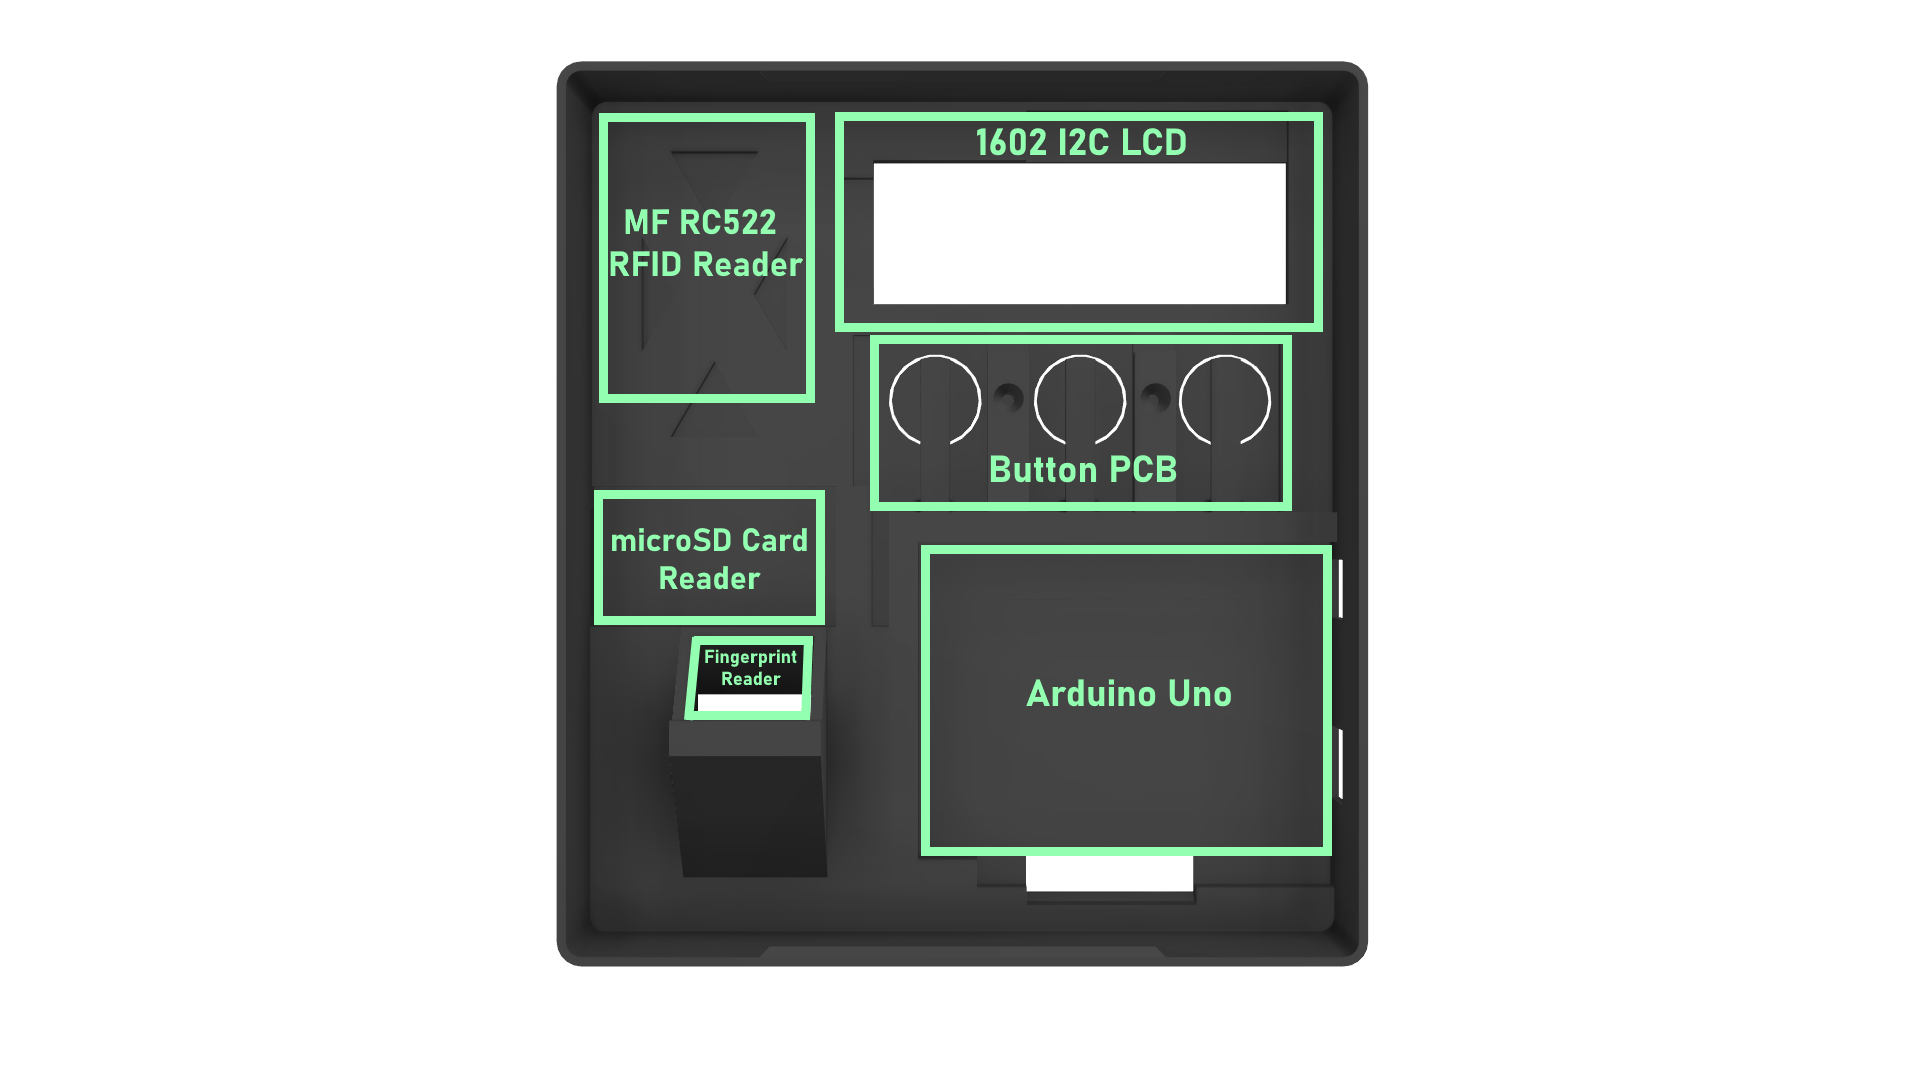 1602 I2C LCD
MF RC522
RFID Reader
Button PCB
microSD Card
Reader
Fingerprint
Reader
Arduino Uno